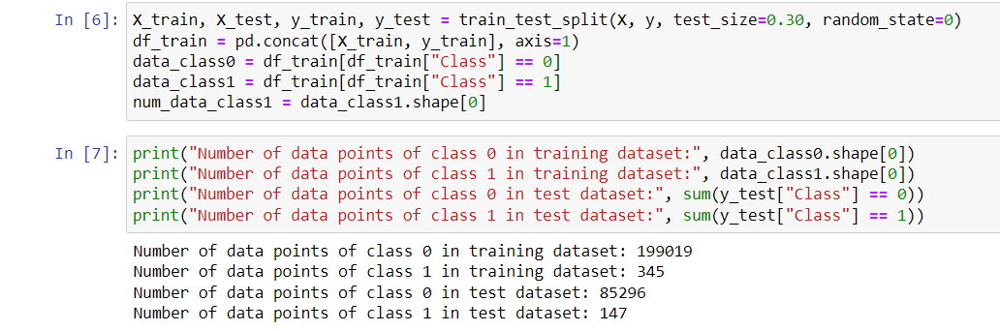 In [6]: X_train, X_test, y_train, y_test = train_test_split(X, y, test_size=0.30, random_state=0)
df_train = pd.concat([X_train, y_train], axis=1)
data_class0 = df_train[df_train["Class"] == 0]
data_class1 = df_train[df_train["Class"] == 1]
num_data_class1 = data_class1.shape[0]
In [7]: print("Number of data points of class 0 in training dataset:", data_class0.shape[0])
print("Number of data points of class 1 in training dataset:", data_class1.shape[0])
print("Number of data points of class 0 in test dataset:", sum(y_test["Class"] == 0))
print("Number of data points of class 1 in test dataset:", sum(y_test["Class"] == 1))
Number of data points of class 0 in training dataset: 199019
Number of data points of class 1 in training dataset: 345
Number of data points of class 0 in test dataset: 85296
Number of data points of class 1 in test dataset: 147